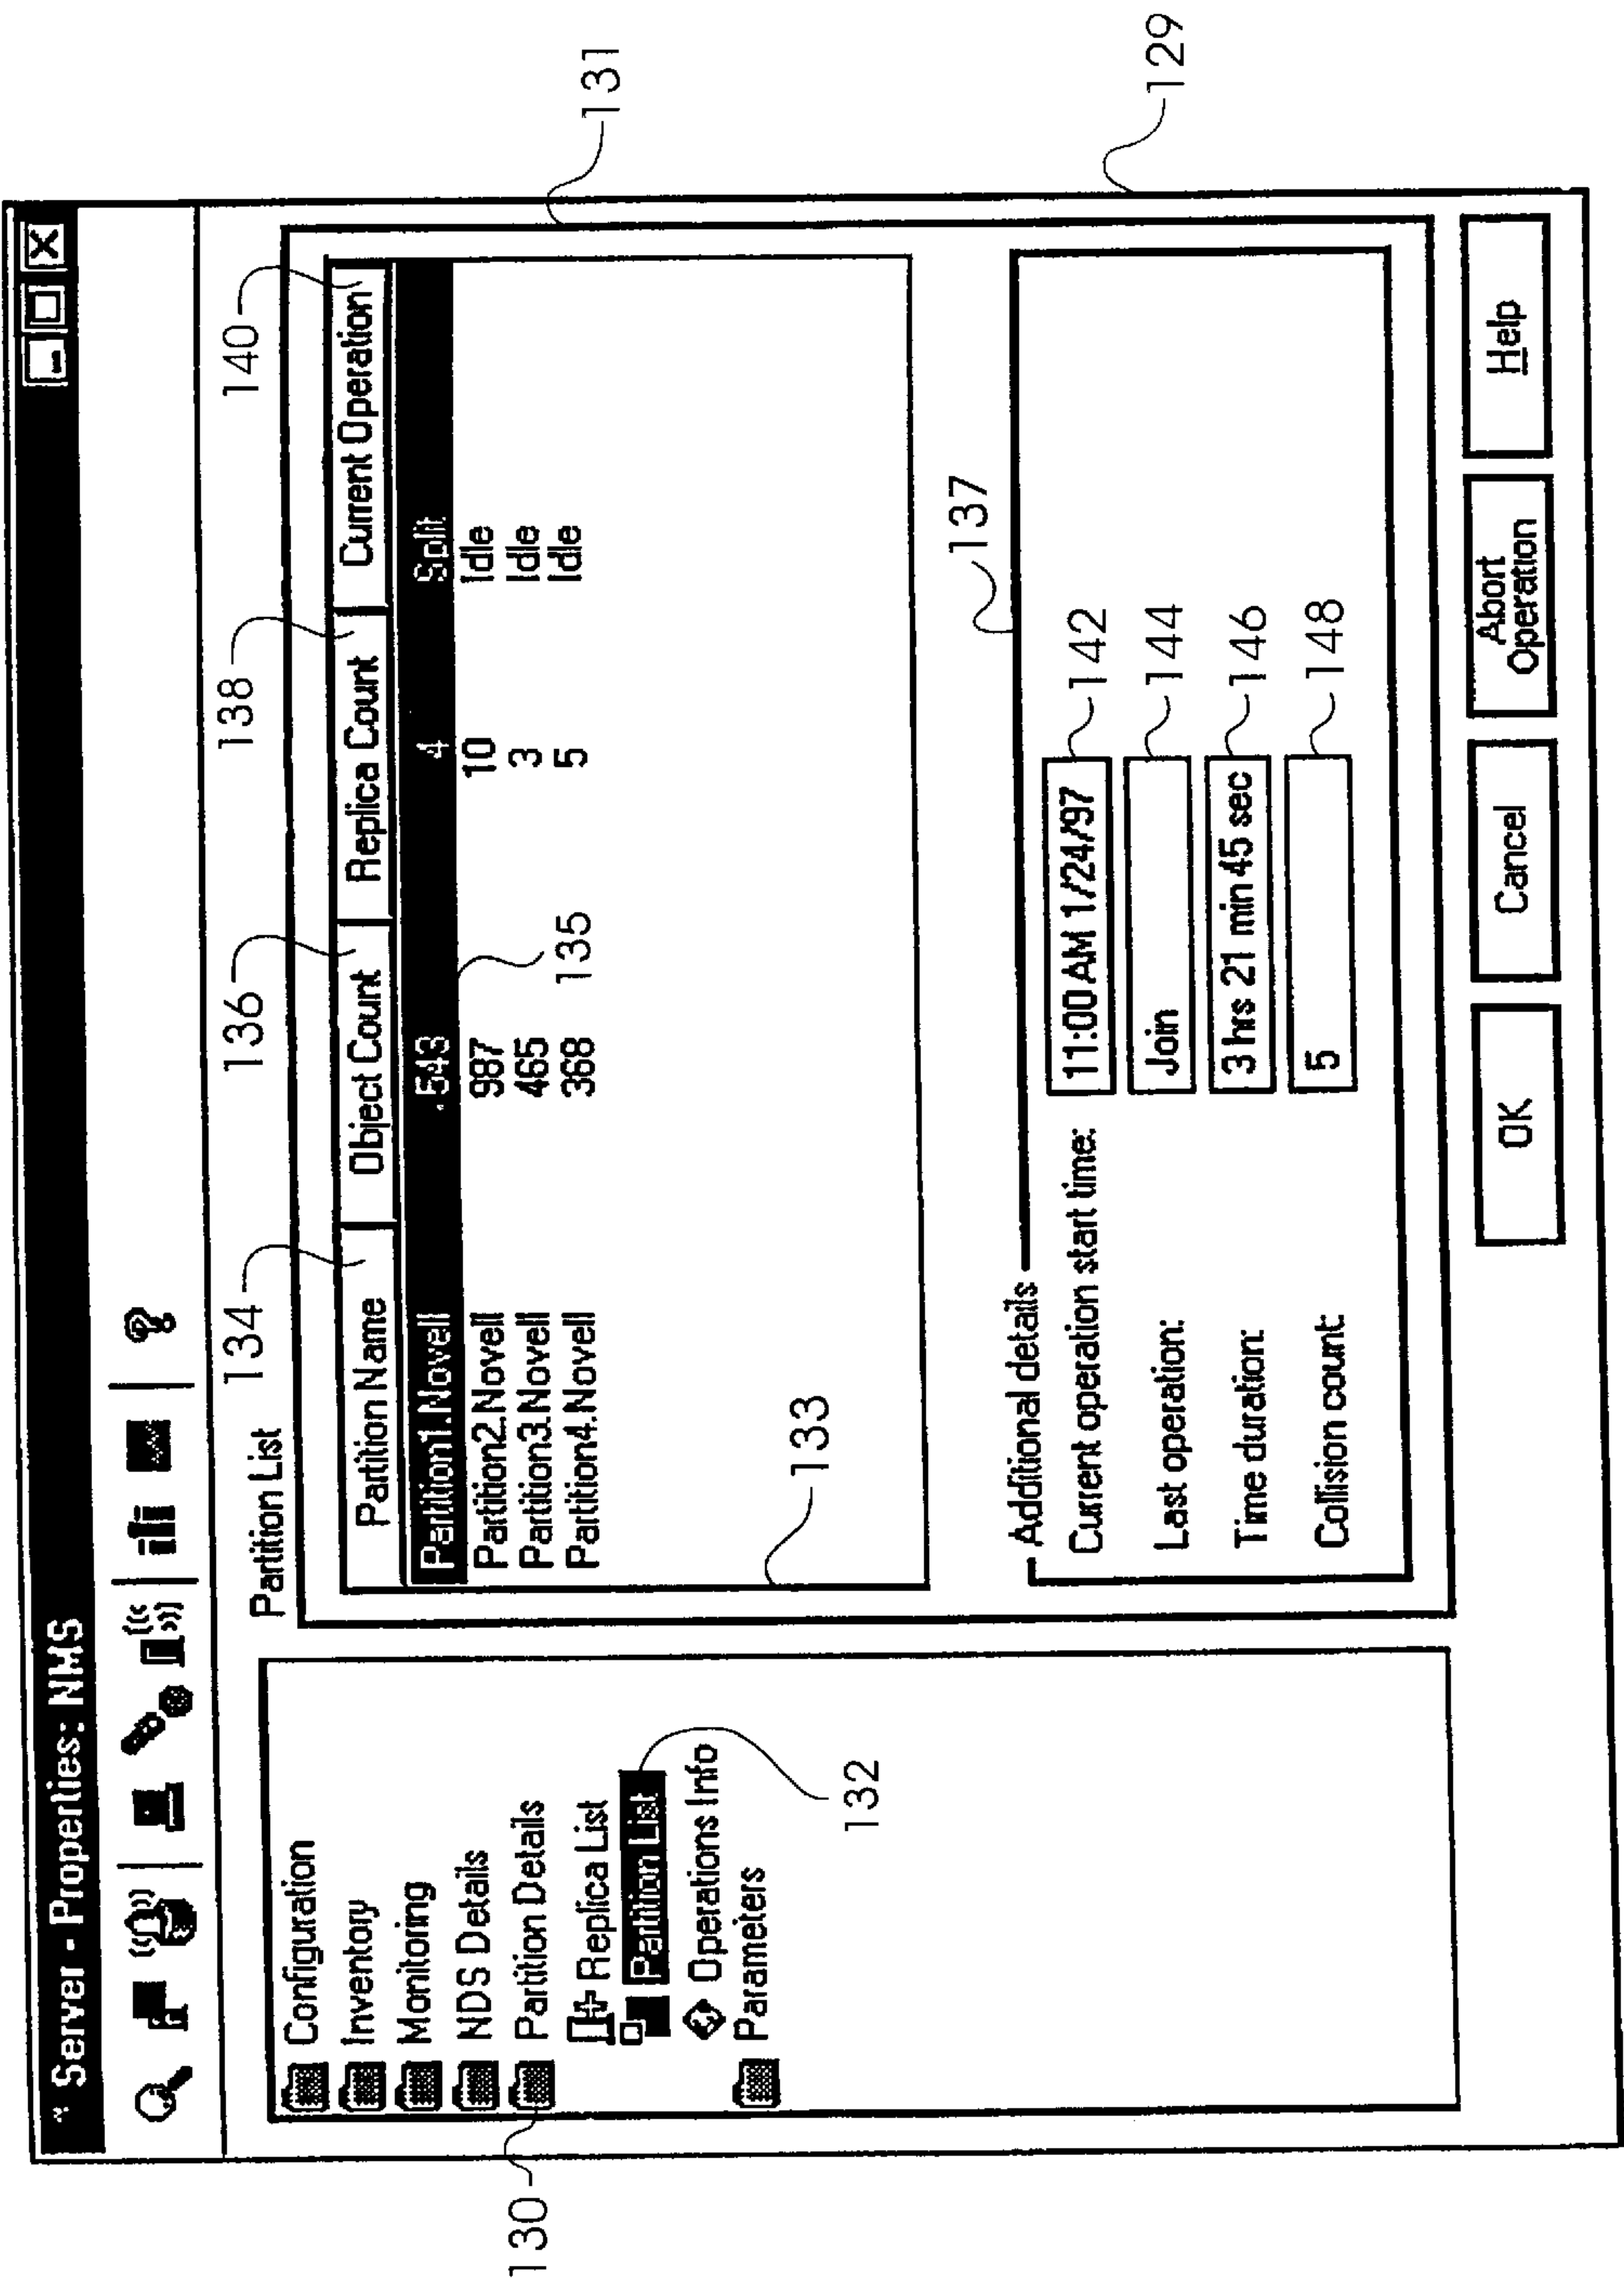 * Server - Properties: NMS
?
Configuration
Inventory
Monitoring
NDS Details
Partition Details
Replica List
Partition List
Operations Info
Parameters
130
132
Partition List
134
136
138
140
Partition Name Object Count Replica Count Current Operation
Partition1.Novell .543 4 Split
Partition2.Novell 987 10 Idle
Partition3.Novell 465 3 Idle
Partition4.Novell 368 5 Idle
135
131
133
137
Additional details
Current operation start time: 11:00 AM 1/24/97 142
Last operation: Join 144
Time duration: 3 hrs 21 min 45 sec 146
Collision count: 5 148
OK
Cancel
Abort
Operation
Help
129